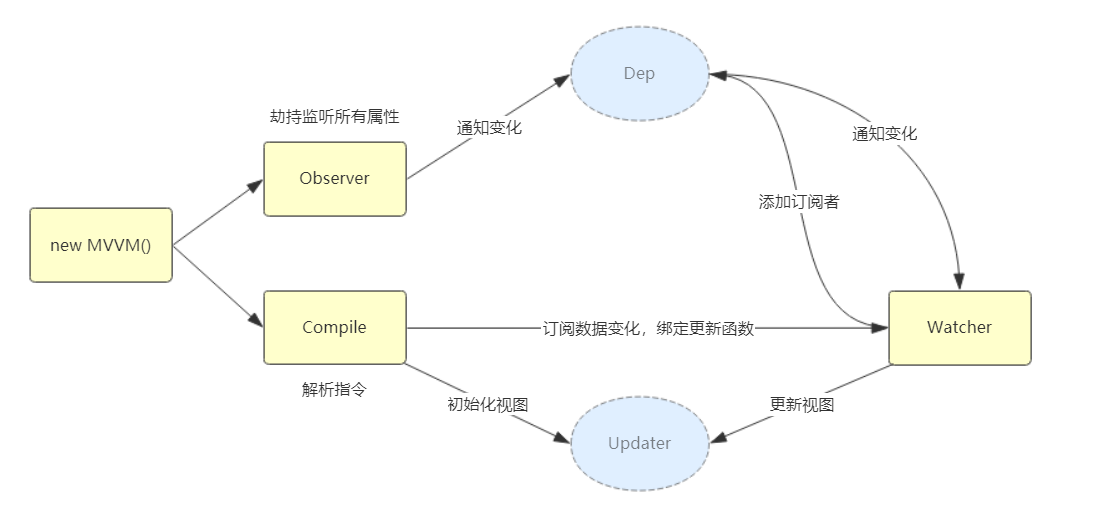 Dep
劫持监听所有属性
通知变化
通知变化
Observer
添加订阅者
new MVVM()
Compile
订阅数据变化，绑定更新函数
Watcher
解析指令
初始化视图
更新视图
Updater